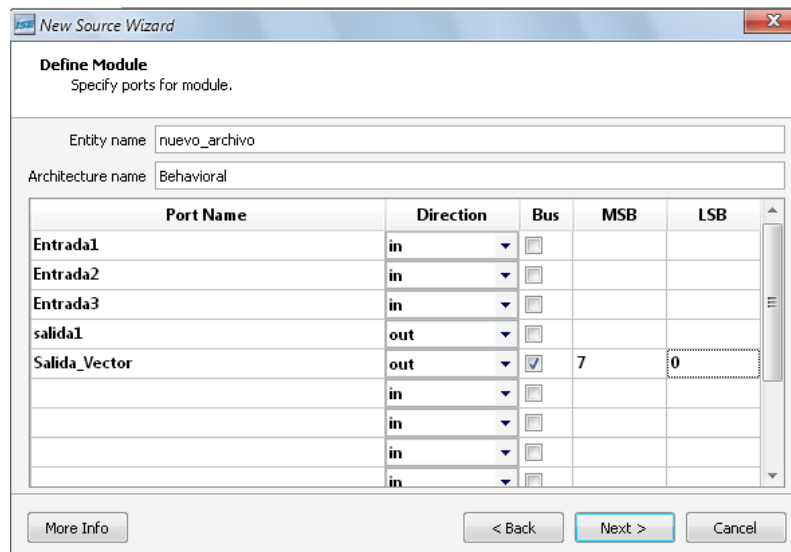 ISE New Source Wizard
Define Module
Specify ports for module.
Entity name nuevo_archivo
Architecture name Behavioral
Port Name Direction Bus MSB LSB
Entrada1 in
Entrada2 in
Entrada3 in
salida1 out
Salida_Vector out 7 0
in
in
in
in
More Info < Back Next > Cancel